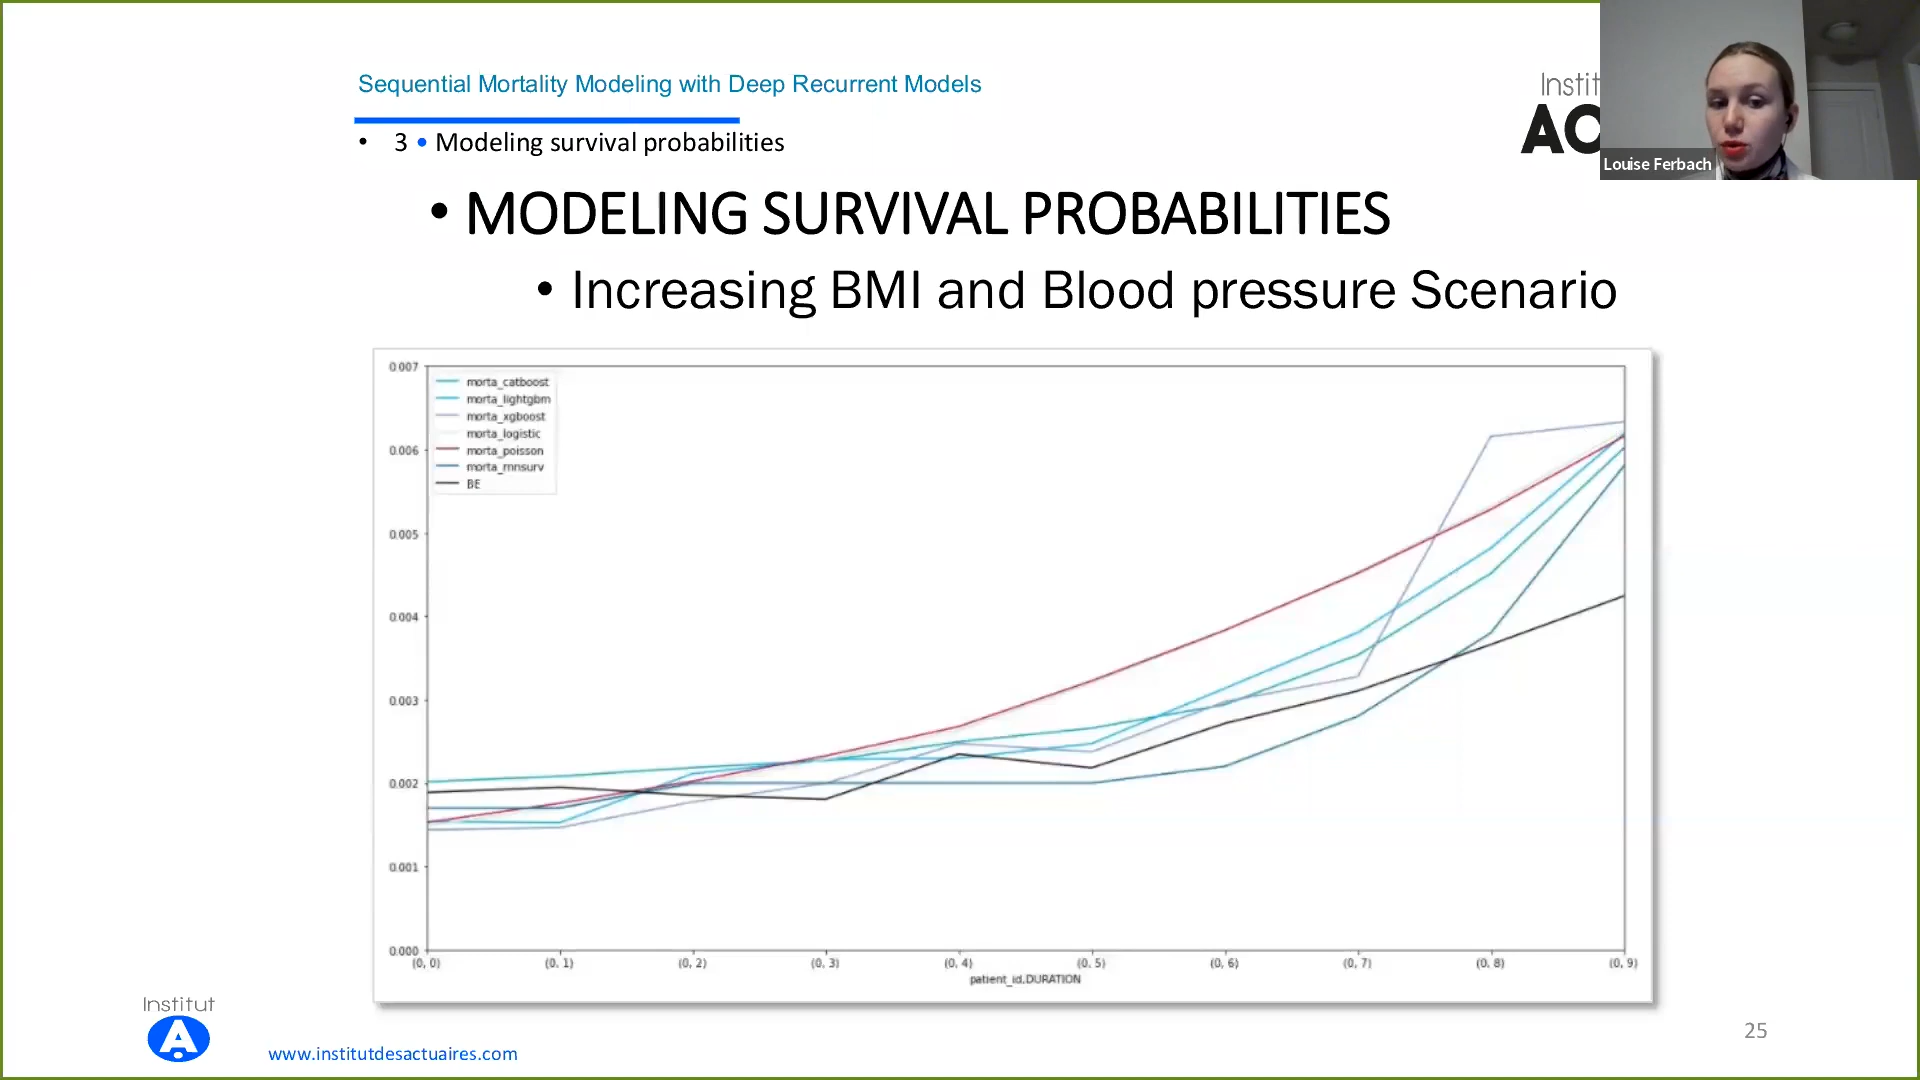 Sequential Mortality Modeling with Deep Recurrent Models
• 3 • Modeling survival probabilities
Instit
AC
Louise Ferbach
• MODELING SURVIVAL PROBABILITIES
• Increasing BMI and Blood pressure Scenario
0.007
0.006
0.005
0.004
0.003
0.002
0.001
0.000
morta_catboost
morta_lightgbm
morta_xgboost
morta_logistic
morta_poisson
morta_rnnsurv
BE
(0, 0) (0, 1) (0, 2) (0, 3) (0, 4) (0, 5) (0, 6) (0, 7) (0, 8) (0, 9)
patient_id,DURATION
Institut
A
www.institutdesactuaires.com
25